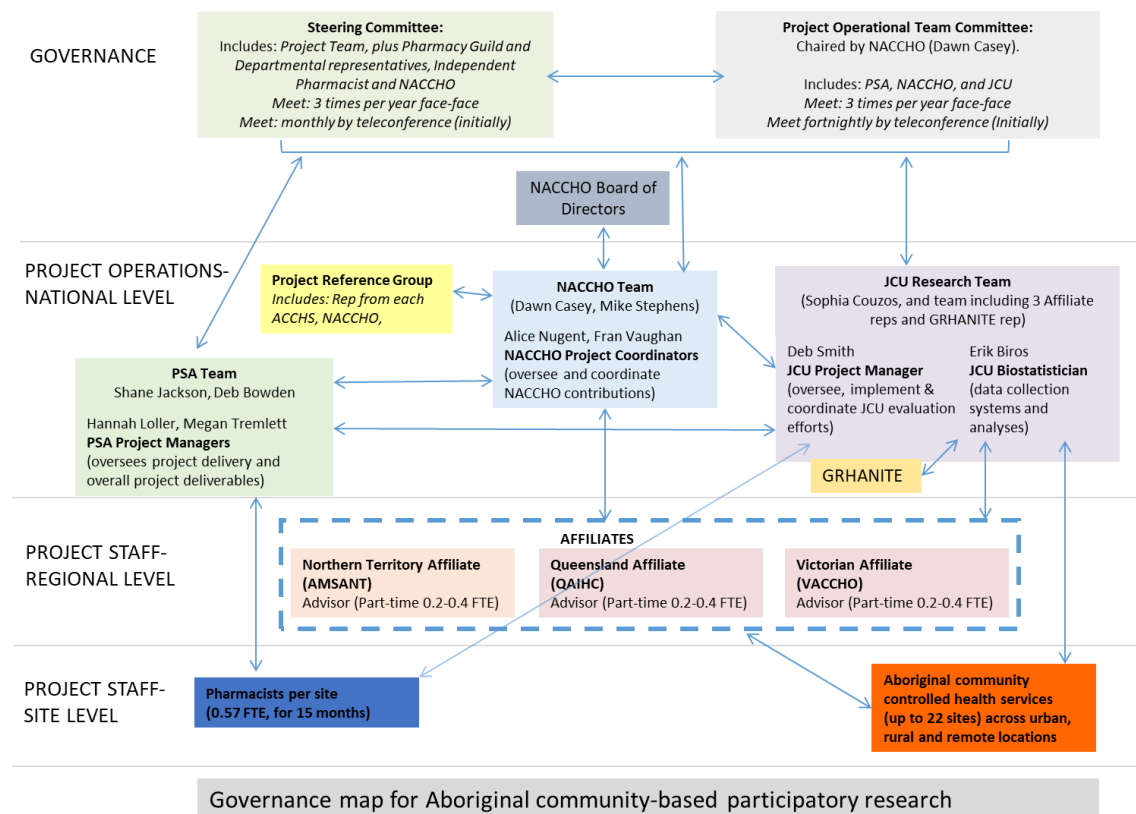 GOVERNANCE
Steering Committee:
Includes: Project Team, plus Pharmacy Guild and
Departmental representatives, Independent
Pharmacist and NACCHO
Meet: 3 times per year face-face
Meet: monthly by teleconference (initially)
Project Operational Team Committee:
Chaired by NACCHO (Dawn Casey).
Includes: PSA, NACCHO, and JCU
Meet: 3 times per year face-face
Meet fortnightly by teleconference (Initially)
NACCHO Board of
Directors
PROJECT OPERATIONS-
NATIONAL LEVEL
Project Reference Group
Includes: Rep from each
ACCHS, NACCHO,
NACCHO Team
(Dawn Casey, Mike Stephens)
Alice Nugent, Fran Vaughan
NACCHO Project Coordinators
(oversee and coordinate
NACCHO contributions)
JCU Research Team
(Sophia Couzos, and team including 3 Affiliate
reps and GRHANITE rep)
Deb Smith
JCU Project Manager
(oversee, implement &
coordinate JCU evaluation
efforts)
Erik Biros
JCU Biostatistician
(data collection
systems and
analyses)
PSA Team
Shane Jackson, Deb Bowden
Hannah Loller, Megan Tremlett
PSA Project Managers
(oversees project delivery and
overall project deliverables)
GRHANITE
PROJECT STAFF-
REGIONAL LEVEL
AFFILIATES
Northern Territory Affiliate
(AMSANT)
Advisor (Part-time 0.2-0.4 FTE)
Queensland Affiliate
(QAIHC)
Advisor (Part-time 0.2-0.4 FTE)
Victorian Affiliate
(VACCHO)
Advisor (Part-time 0.2-0.4 FTE)
PROJECT STAFF-
SITE LEVEL
Pharmacists per site
(0.57 FTE, for 15 months)
Aboriginal community
controlled health services
(up to 22 sites) across urban,
rural and remote locations
Governance map for Aboriginal community-based participatory research